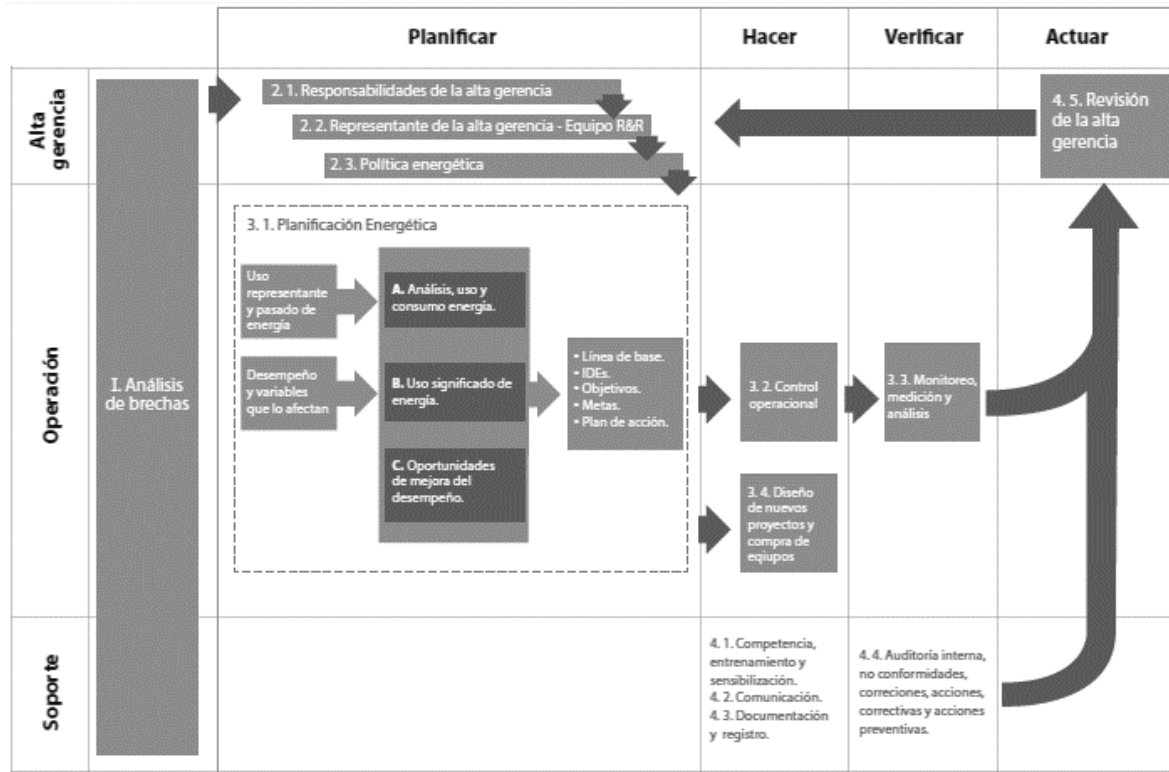 Planificar
Hacer
Verificar
Actuar
Alta
gerencia
2. 1. Responsabilidades de la alta gerencia
2. 2. Representante de la alta gerencia - Equipo R&R
2. 3. Política energética
4. 5. Revisión
de la alta
gerencia
Operación
I. Análisis
de brechas
3. 1. Planificación Energética
Uso
representante
y pasado de
energía
Desempeño
y variables
que lo afectan
A. Análisis, uso y
consumo energía.
B. Uso significado de
energía.
C. Oportunidades
de mejora del
desempeño.
• Línea de base.
• IDEs.
• Objetivos.
• Metas.
• Plan de acción.
3. 2. Control
operacional
3. 3. Monitoreo,
medición y
análisis
3. 4. Diseño
de nuevos
proyectos y
compra de
eqiupos
Soporte
4. 1. Competencia,
entrenamiento y
sensibilización.
4. 2. Comunicación.
4. 3. Documentación
y registro.
4. 4. Auditoría interna,
no conformidades,
correciones, acciones,
correctivas y acciones
preventivas.